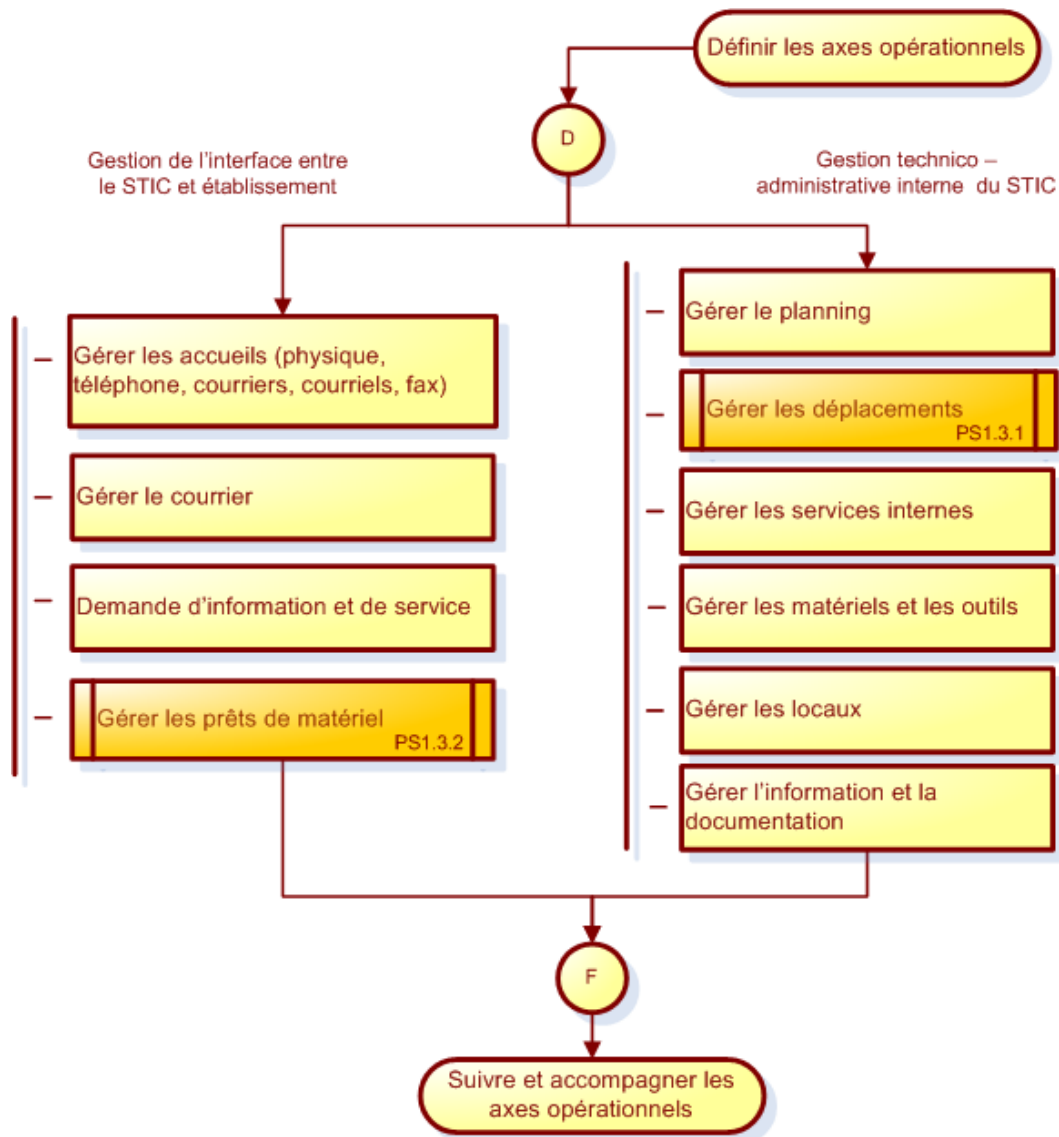 Définir les axes opérationnels
D
Gestion de l'interface entre
le STIC et établissement
Gestion technico –
administrative interne du STIC
Gérer les accueils (physique,
téléphone, courriers, courriels, fax)
Gérer le courrier
Demande d'information et de service
Gérer les prêts de matériel
PS1.3.2
Gérer le planning
Gérer les déplacements
PS1.3.1
Gérer les services internes
Gérer les matériels et les outils
Gérer les locaux
Gérer l'information et la
documentation
F
Suivre et accompagner les
axes opérationnels